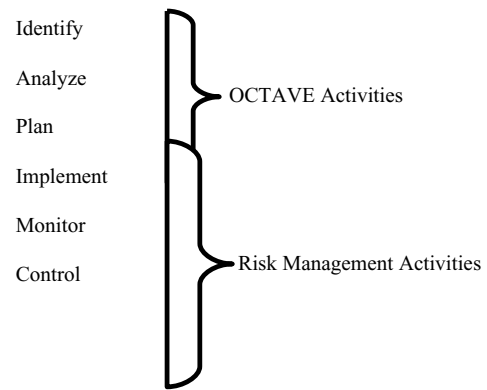 Identify
Analyze
OCTAVE Activities
Plan
Implement
Monitor
Risk Management Activities
Control